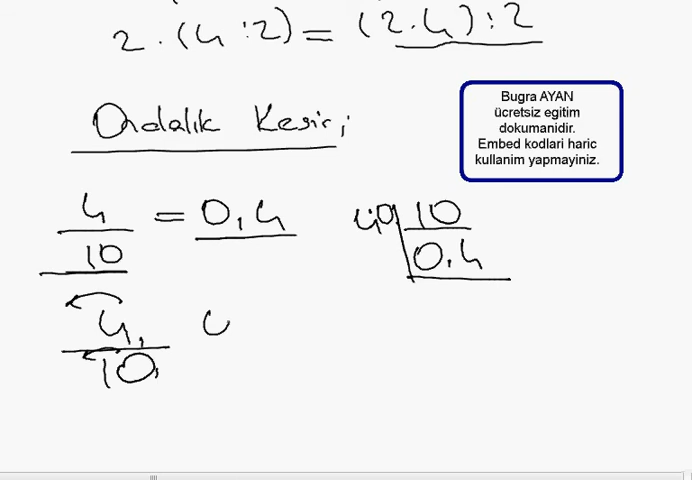 2 . (4 : 2) = (2.4) : 2
Ondalık Kesir;
Bugra AYAN
ücretsiz egitim
dokumanidir.
Embed kodlari haric
kullanim yapmayiniz.
4/10 = 0,4
40 10
0.4
4,
10,